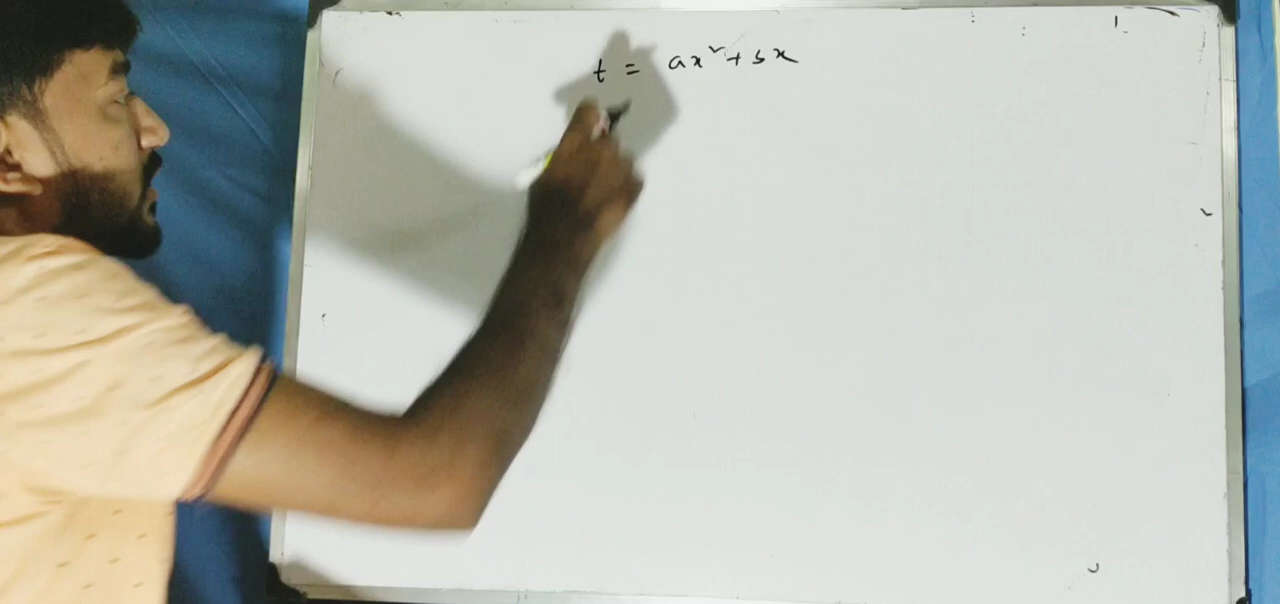 t = ax² + bx